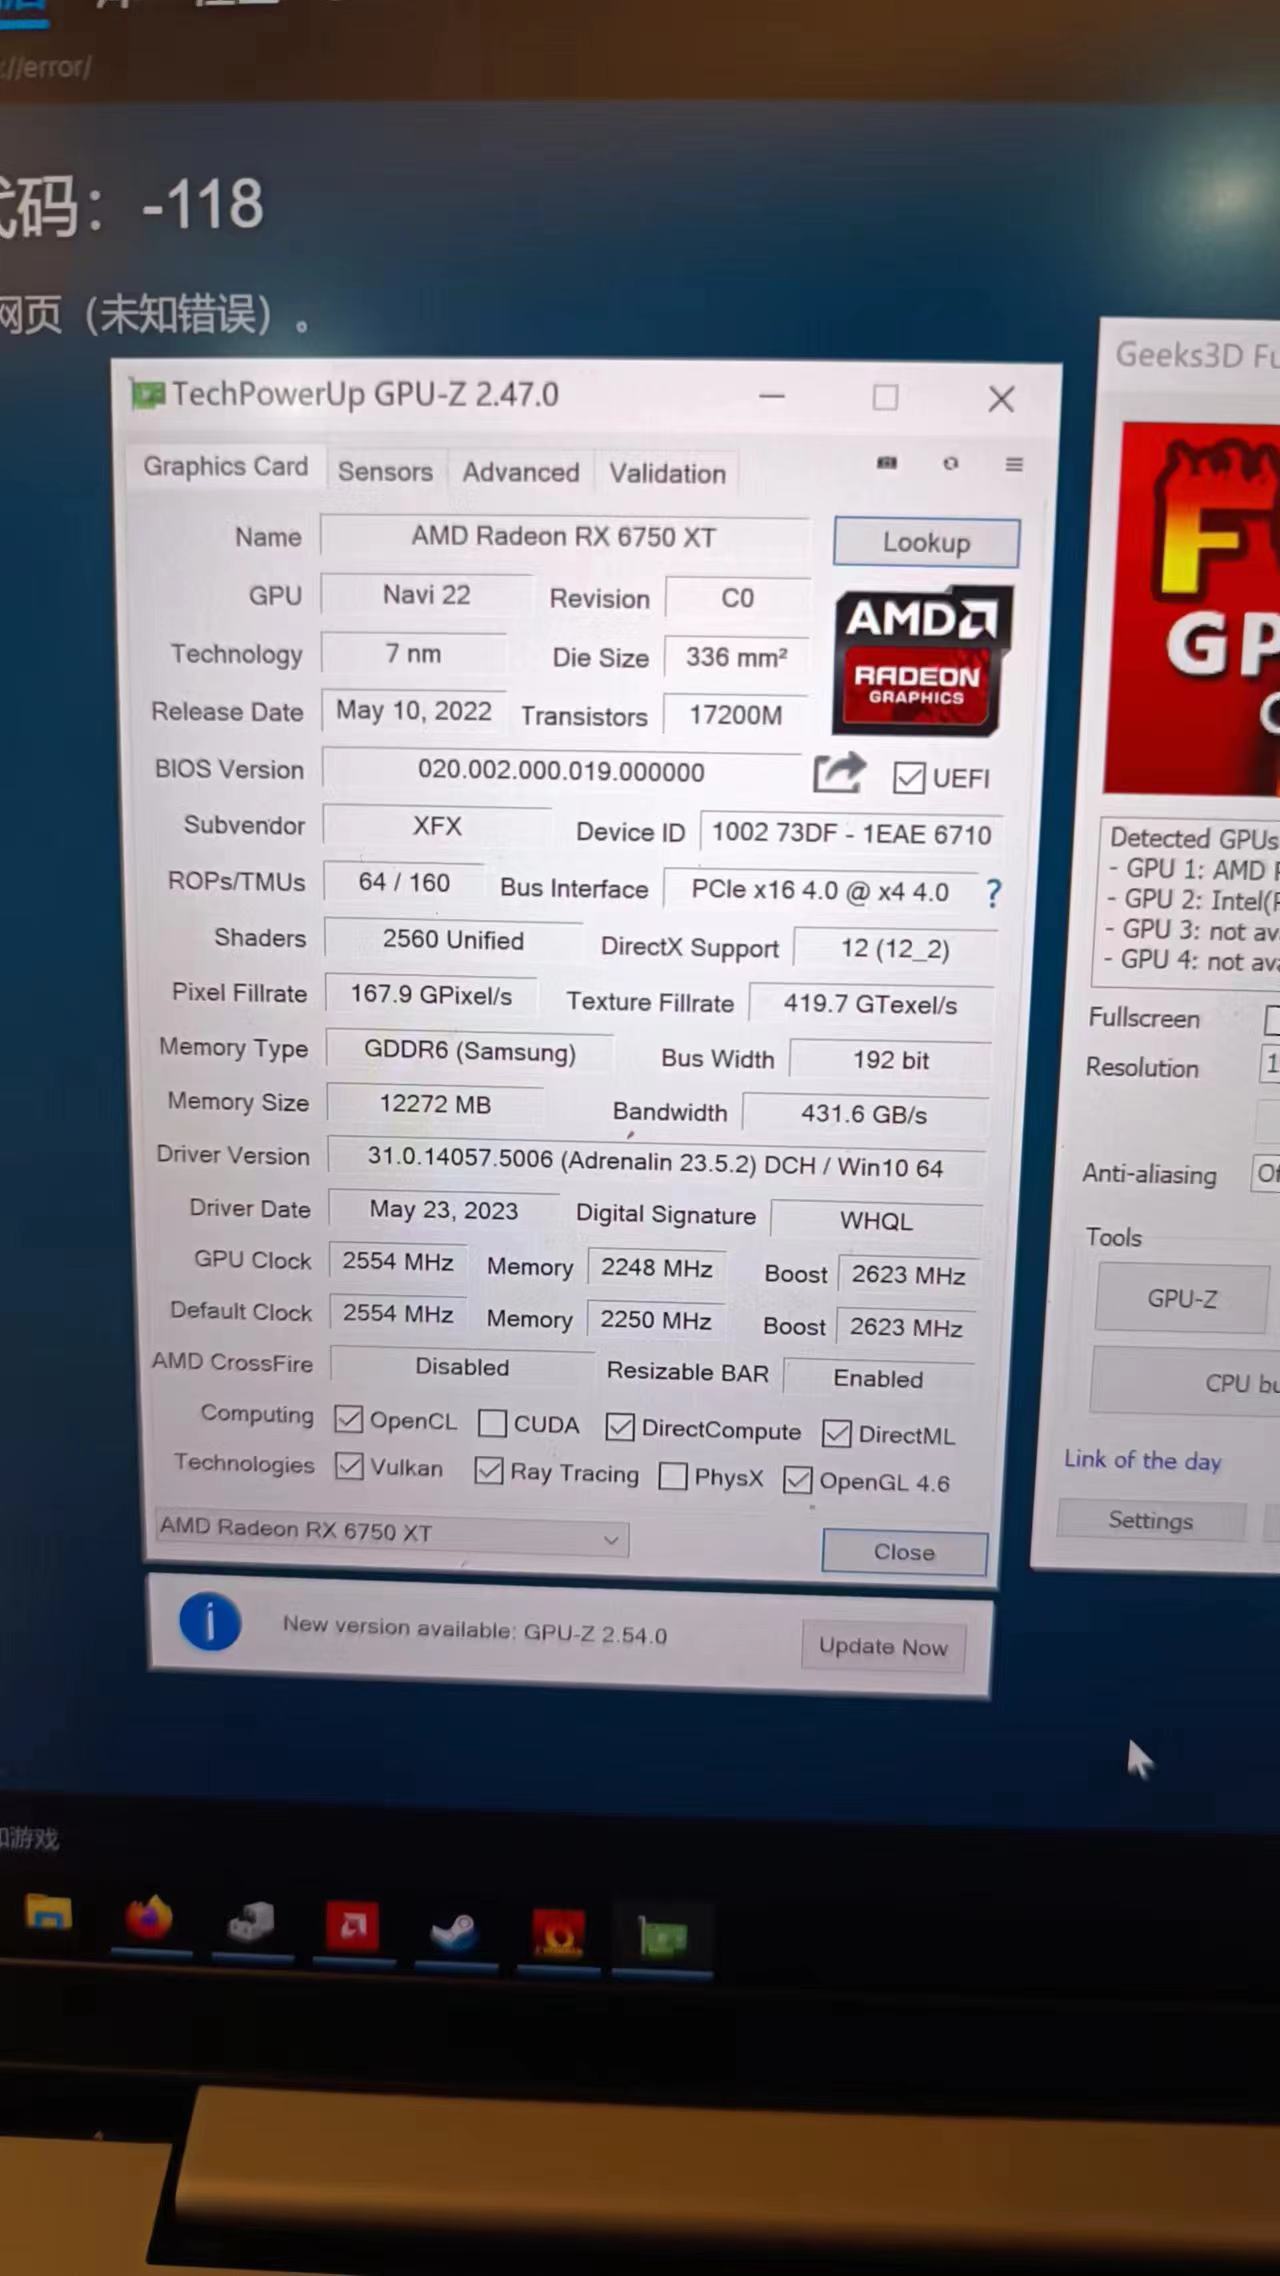 ://error/
代码：-118
网页（未知错误）。
TechPowerUp GPU-Z 2.47.0
Graphics Card Sensors Advanced Validation
Name AMD Radeon RX 6750 XT Lookup
GPU Navi 22 Revision C0
Technology 7 nm Die Size 336 mm²
Release Date May 10, 2022 Transistors 17200M
AMD
RADEON
GRAPHICS
BIOS Version 020.002.000.019.000000 UEFI
Subvendor XFX Device ID 1002 73DF - 1EAE 6710
ROPs/TMUs 64 / 160 Bus Interface PCIe x16 4.0 @ x4 4.0 ?
Shaders 2560 Unified DirectX Support 12 (12_2)
Pixel Fillrate 167.9 GPixel/s Texture Fillrate 419.7 GTexel/s
Memory Type GDDR6 (Samsung) Bus Width 192 bit
Memory Size 12272 MB Bandwidth 431.6 GB/s
Driver Version 31.0.14057.5006 (Adrenalin 23.5.2) DCH / Win10 64
Driver Date May 23, 2023 Digital Signature WHQL
GPU Clock 2554 MHz Memory 2248 MHz Boost 2623 MHz
Default Clock 2554 MHz Memory 2250 MHz Boost 2623 MHz
AMD CrossFire Disabled Resizable BAR Enabled
Computing OpenCL CUDA DirectCompute DirectML
Technologies Vulkan Ray Tracing PhysX OpenGL 4.6
AMD Radeon RX 6750 XT Close
New version available: GPU-Z 2.54.0 Update Now
Geeks3D Fu
F
GP
Detected GPUs
- GPU 1: AMD
- GPU 2: Intel(
- GPU 3: not ava
- GPU 4: not ava
Fullscreen
Resolution 1
Anti-aliasing Of
Tools
GPU-Z
CPU bu
Link of the day
Settings
和游戏